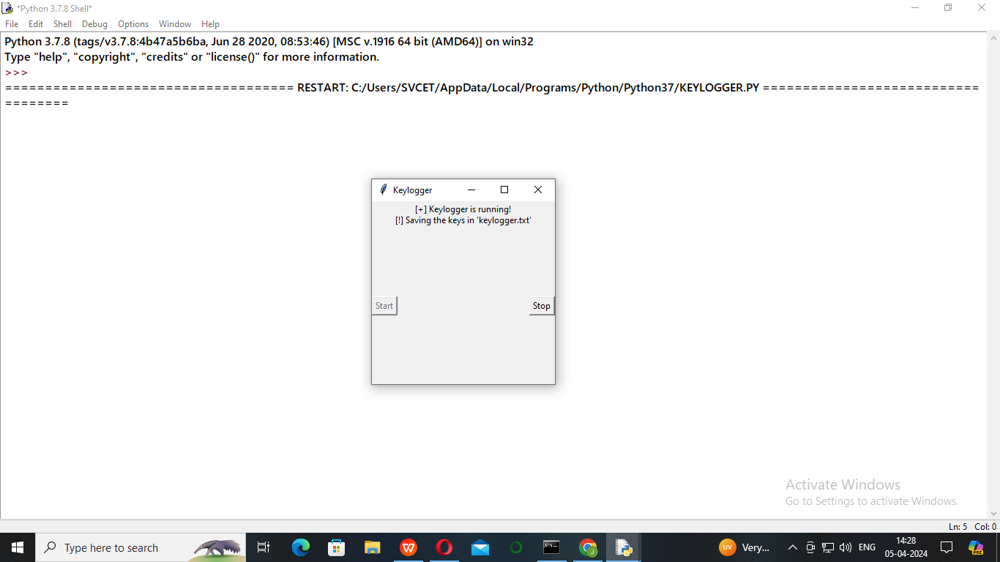 *Python 3.7.8 Shell*
File Edit Shell Debug Options Window Help
Python 3.7.8 (tags/v3.7.8:4b47a5b6ba, Jun 28 2020, 08:53:46) [MSC v.1916 64 bit (AMD64)] on win32
Type "help", "copyright", "credits" or "license()" for more information.
>>>
==================================== RESTART: C:/Users/SVCET/AppData/Local/Programs/Python/Python37/KEYLOGGER.PY ===========================
========
Keylogger
[+] Keylogger is running!
[!] Saving the keys in 'keylogger.txt'
Start Stop
Activate Windows
Go to Settings to activate Windows.
Ln: 5 Col: 0
Type here to search
UV Very... ENG
14:28
05-04-2024
PRE